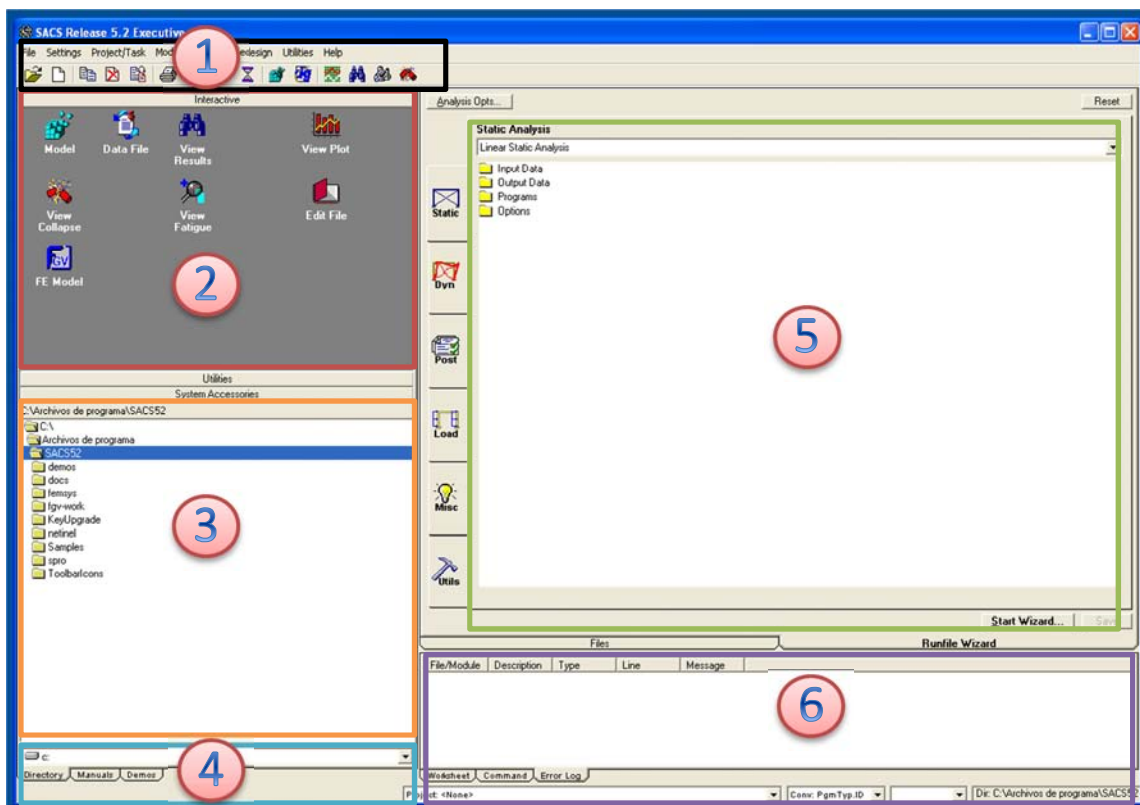 SACS Release 5.2 Executive
File Settings Project/Task Mod edesign Utilities Help
1
Interactive
Model
Data File
View Results
View Plot
View Collapse
View Fatigue
Edit File
GV
FE Model
2
Utilities
System Accessories
C:\Archivos de programa\SACS52
C:\
Archivos de programa
SACS52
demos
docs
femsys
fgv-work
KeyUpgrade
netinel
Samples
spro
ToolbarIcons
3
c:
Directory Manuals Demos
4
Analysis Opts... Reset
Static Analysis
Linear Static Analysis
Input Data
Output Data
Programs
Options
Static
Dyn
Post
Load
Misc
Utils
5
Start Wizard... Save
Files Runfile Wizard
File/Module Description Type Line Message
6
Worksheet Command Error Log
Project: <None> Conv: PgmTyp.ID Dir: C:\Archivos de programa\SACS52